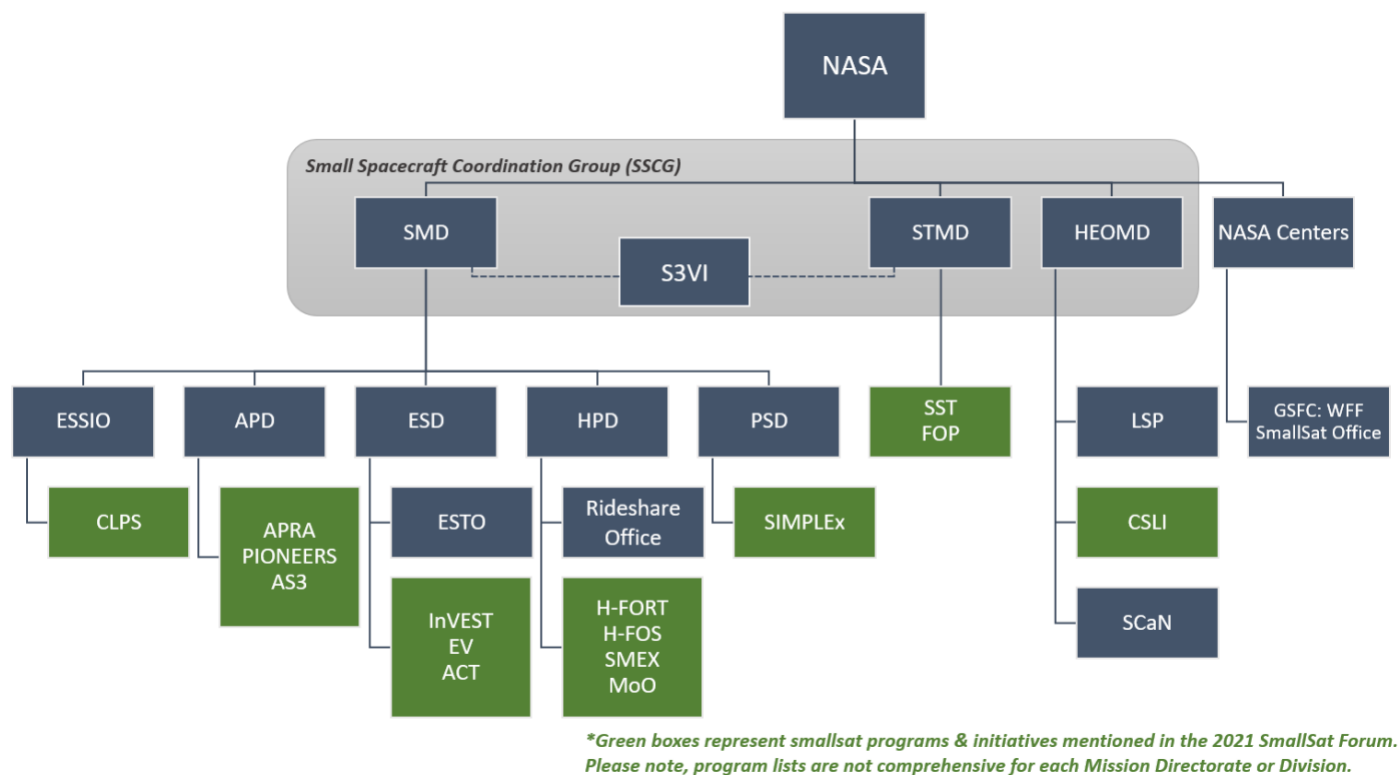 NASA
Small Spacecraft Coordination Group (SSCG)
SMD
STMD
HEOMD
NASA Centers
S3VI
ESSIO
APD
ESD
HPD
PSD
SST
FOP
LSP
GSFC: WFF
SmallSat Office
CLPS
APRA
PIONEERS
AS3
ESTO
Rideshare
Office
SIMPLEx
CSLI
InVEST
EV
ACT
H-FORT
H-FOS
SMEX
MoO
SCaN
*Green boxes represent smallsat programs & initiatives mentioned in the 2021 SmallSat Forum.
Please note, program lists are not comprehensive for each Mission Directorate or Division.